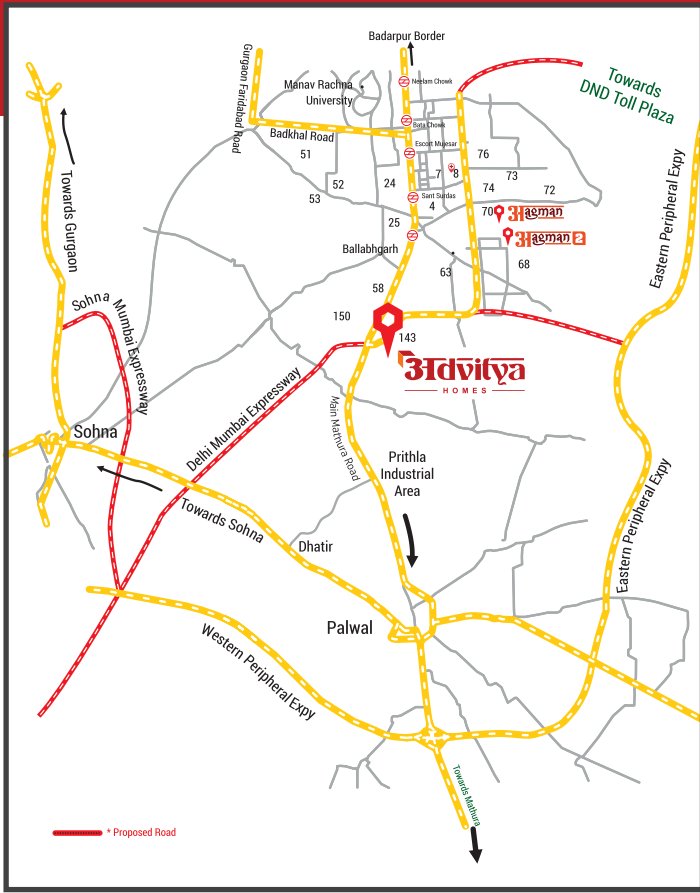 Badarpur Border
Neelam Chowk
Towards
DND Toll Plaza
Gurgaon Faridabad Road
Manav Rachna
University
Bata Chowk
Badkhal Road
Escort Mujesar
51
76
7
8
73
52
24
74
72
53
Sant Surdas
4
70
आagman
25
आagman 2
Ballabhgarh
68
63
Towards Gurgaon
Eastern Peripheral Expy
58
Sohna Mumbai Expressway
150
143
अdvitya
HOMES
Delhi Mumbai Expressway
Main Mathura Road
Sohna
Prithla
Industrial
Area
Towards Sohna
Eastern Peripheral Expy
Dhatir
Palwal
Western Peripheral Expy
Towards Mathura
* Proposed Road